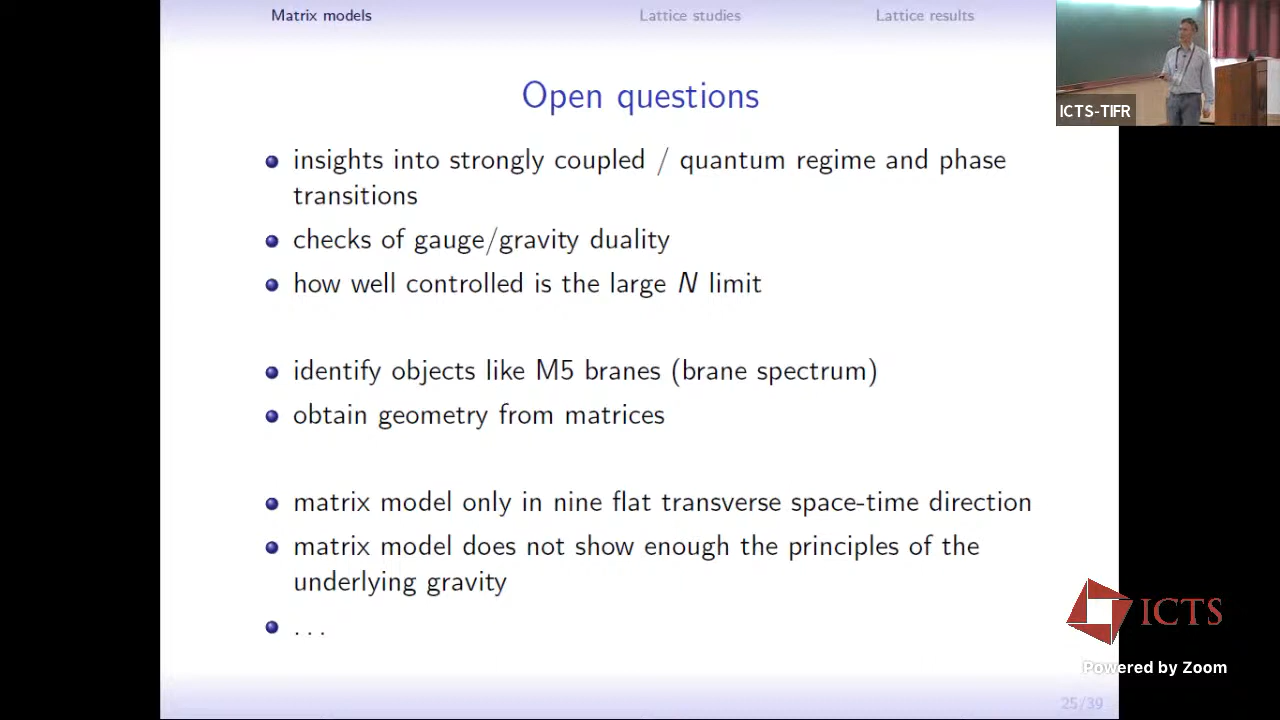 Matrix models Lattice studies Lattice results
ICTS-TIFR
Open questions
insights into strongly coupled / quantum regime and phase
transitions
checks of gauge/gravity duality
how well controlled is the large N limit
identify objects like M5 branes (brane spectrum)
obtain geometry from matrices
matrix model only in nine flat transverse space-time direction
matrix model does not show enough the principles of the
underlying gravity
...
ICTS
Powered by Zoom
25/39